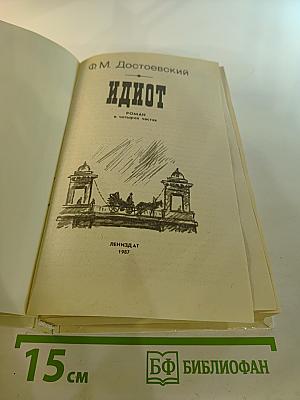 Ф. М. Достоевский
ИДИОТ
РОМАН
в четырех частях
ЛЕНИЗДАТ
1987
15 см
БФ БИБЛИОФАН